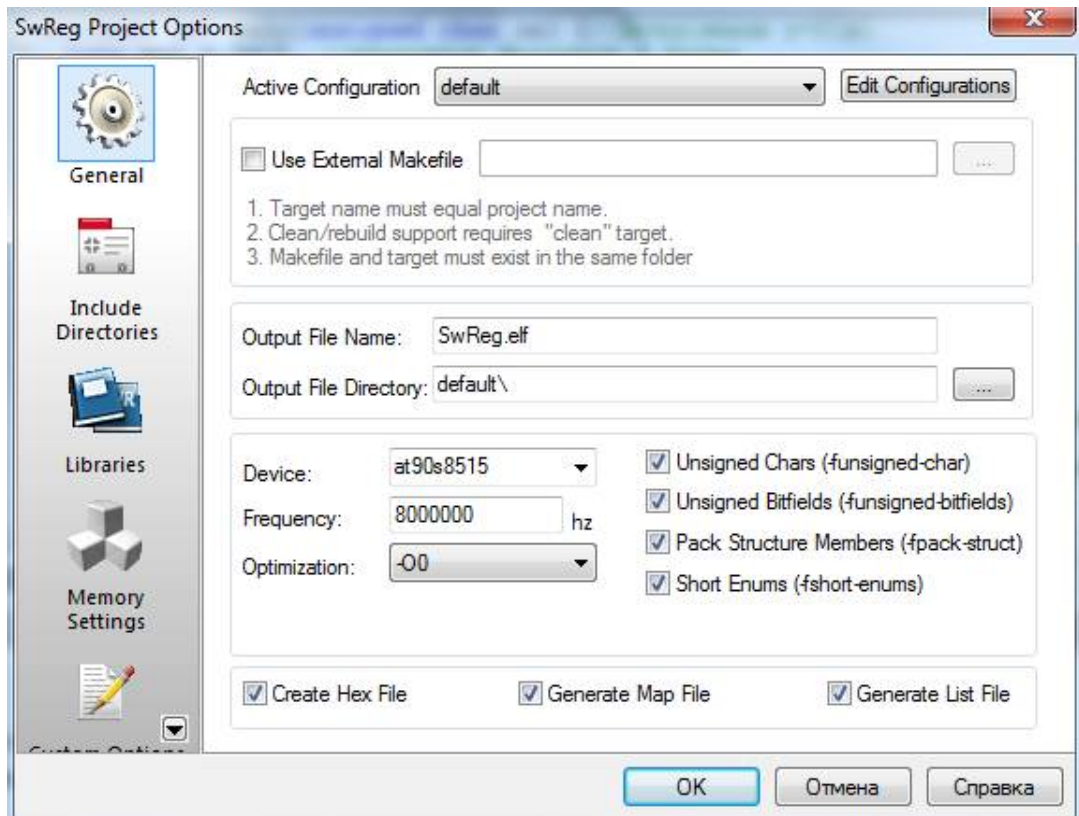 SwReg Project Options
General
Include
Directories
Libraries
Memory
Settings
Custom Options
Active Configuration default Edit Configurations
Use External Makefile ...
1. Target name must equal project name.
2. Clean/rebuild support requires "clean" target.
3. Makefile and target must exist in the same folder
Output File Name: SwReg.elf
Output File Directory: default\ ...
Device: at90s8515
Frequency: 8000000 hz
Optimization: -O0
Unsigned Chars (-funsigned-char)
Unsigned Bitfields (-funsigned-bitfields)
Pack Structure Members (-fpack-struct)
Short Enums (-fshort-enums)
Create Hex File Generate Map File Generate List File
OK Отмена Справка